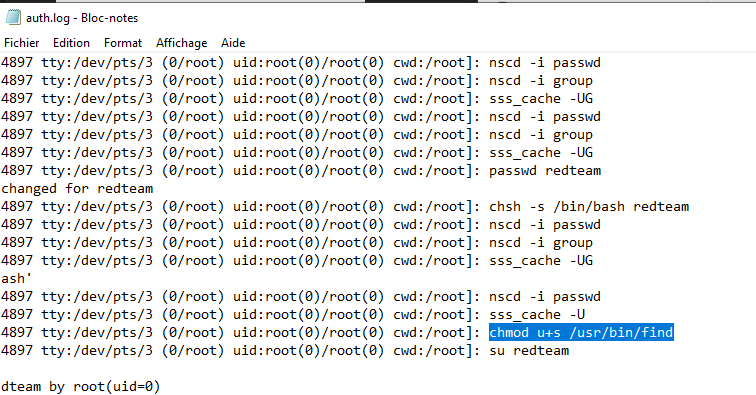 auth.log - Bloc-notes
Fichier Edition Format Affichage Aide
4897 tty:/dev/pts/3 (0/root) uid:root(0)/root(0) cwd:/root]: nscd -i passwd
4897 tty:/dev/pts/3 (0/root) uid:root(0)/root(0) cwd:/root]: nscd -i group
4897 tty:/dev/pts/3 (0/root) uid:root(0)/root(0) cwd:/root]: sss_cache -UG
4897 tty:/dev/pts/3 (0/root) uid:root(0)/root(0) cwd:/root]: nscd -i passwd
4897 tty:/dev/pts/3 (0/root) uid:root(0)/root(0) cwd:/root]: nscd -i group
4897 tty:/dev/pts/3 (0/root) uid:root(0)/root(0) cwd:/root]: sss_cache -UG
4897 tty:/dev/pts/3 (0/root) uid:root(0)/root(0) cwd:/root]: passwd redteam
changed for redteam
4897 tty:/dev/pts/3 (0/root) uid:root(0)/root(0) cwd:/root]: chsh -s /bin/bash redteam
4897 tty:/dev/pts/3 (0/root) uid:root(0)/root(0) cwd:/root]: nscd -i passwd
4897 tty:/dev/pts/3 (0/root) uid:root(0)/root(0) cwd:/root]: nscd -i group
4897 tty:/dev/pts/3 (0/root) uid:root(0)/root(0) cwd:/root]: sss_cache -UG
ash'
4897 tty:/dev/pts/3 (0/root) uid:root(0)/root(0) cwd:/root]: nscd -i passwd
4897 tty:/dev/pts/3 (0/root) uid:root(0)/root(0) cwd:/root]: sss_cache -U
4897 tty:/dev/pts/3 (0/root) uid:root(0)/root(0) cwd:/root]: chmod u+s /usr/bin/find
4897 tty:/dev/pts/3 (0/root) uid:root(0)/root(0) cwd:/root]: su redteam
dteam by root(uid=0)